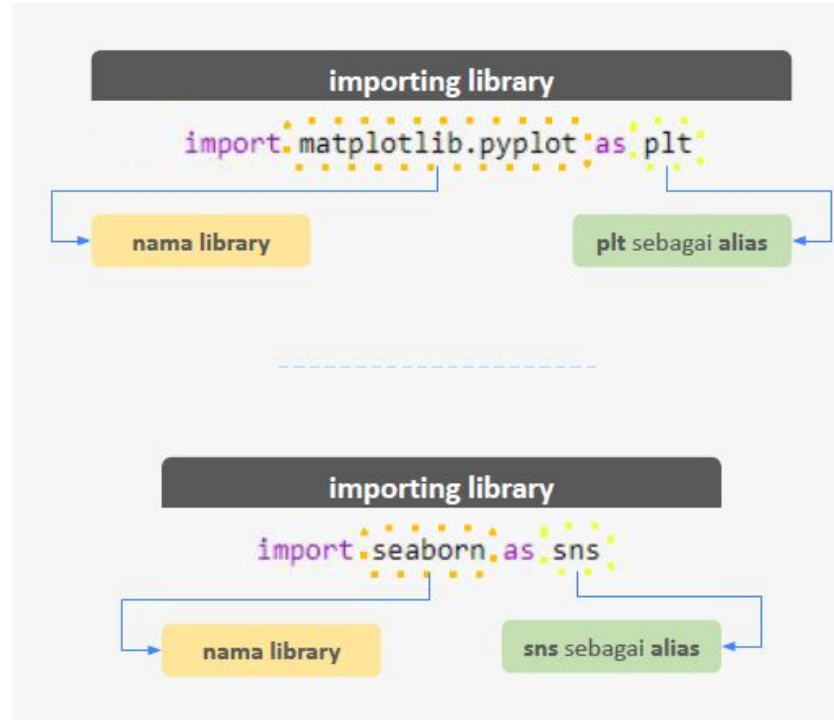 importing library
import matplotlib.pyplot as plt
nama library
plt sebagai alias
importing library
import seaborn as sns
nama library
sns sebagai alias